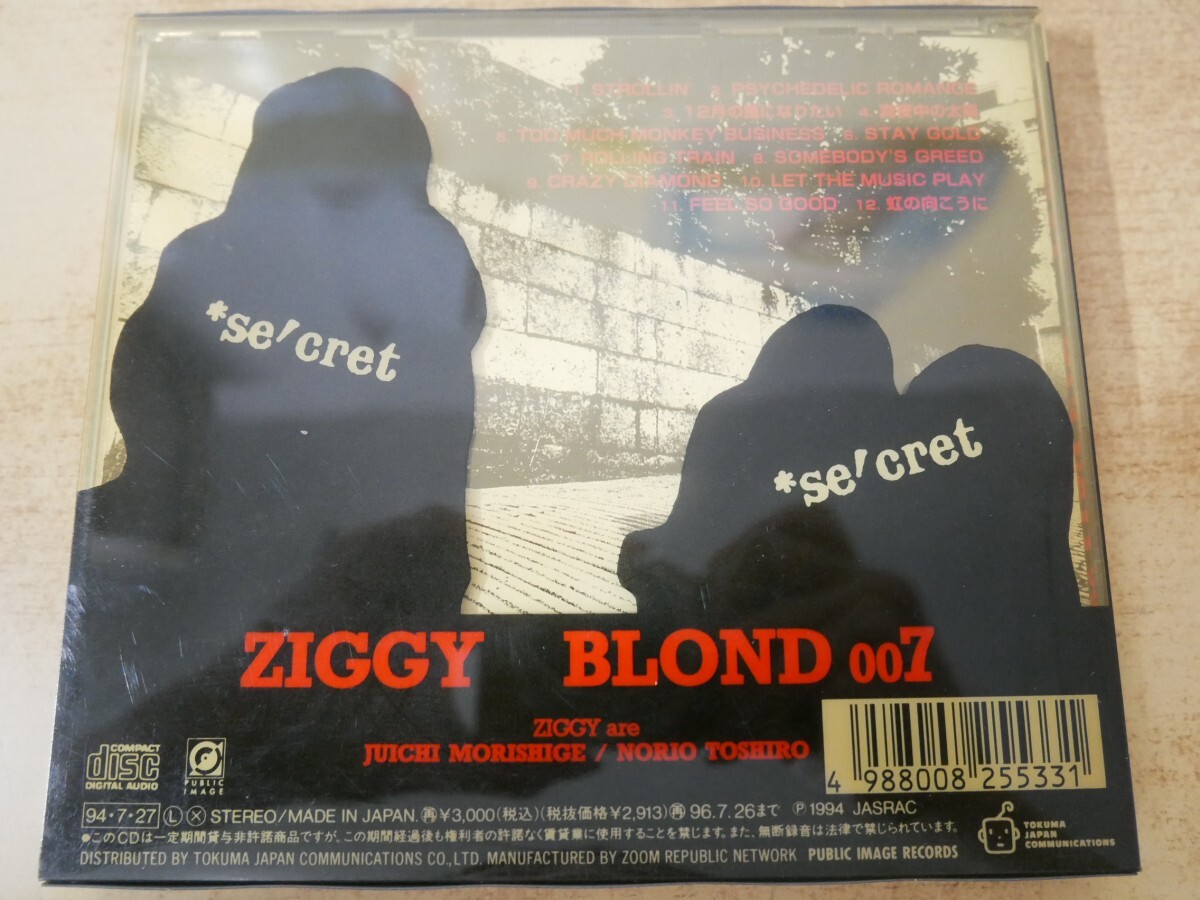 1. STROLLIN' 2. PSYCHEDELIC ROMANCE
3. 12月の風になりたい 4. 真夜中の太陽
5. TOO MUCH MONKEY BUSINESS 6. STAY GOLD
7. ROLLING TRAIN 8. SOMEBODY'S GREED
9. CRAZY DIAMOND 10. LET THE MUSIC PLAY
11. FEEL SO GOOD 12. 虹の向こうに
*se'cret
*se'cret
ZIGGY BLOND 007
ZIGGY are
JUICHI MORISHIGE / NORIO TOSHIRO
COMPACT
disc
DIGITAL AUDIO
PUBLIC
IMAGE
4 988008 255331
94・7・27 Ⓛ Ⓧ STEREO/MADE IN JAPAN. 再¥3,000(税込)(税抜価格¥2,913)再96.7.26まで Ⓟ 1994 JASRAC
●このCDは一定期間貸与非許諾商品ですが、この期間経過後も権利者の許諾なく賃貸業に使用することを禁じます。また、無断録音は法律で禁じられています。
DISTRIBUTED BY TOKUMA JAPAN COMMUNICATIONS CO.,LTD. MANUFACTURED BY ZOOM REPUBLIC NETWORK PUBLIC IMAGE RECORDS
TOKUMA
JAPAN
COMMUNICATIONS